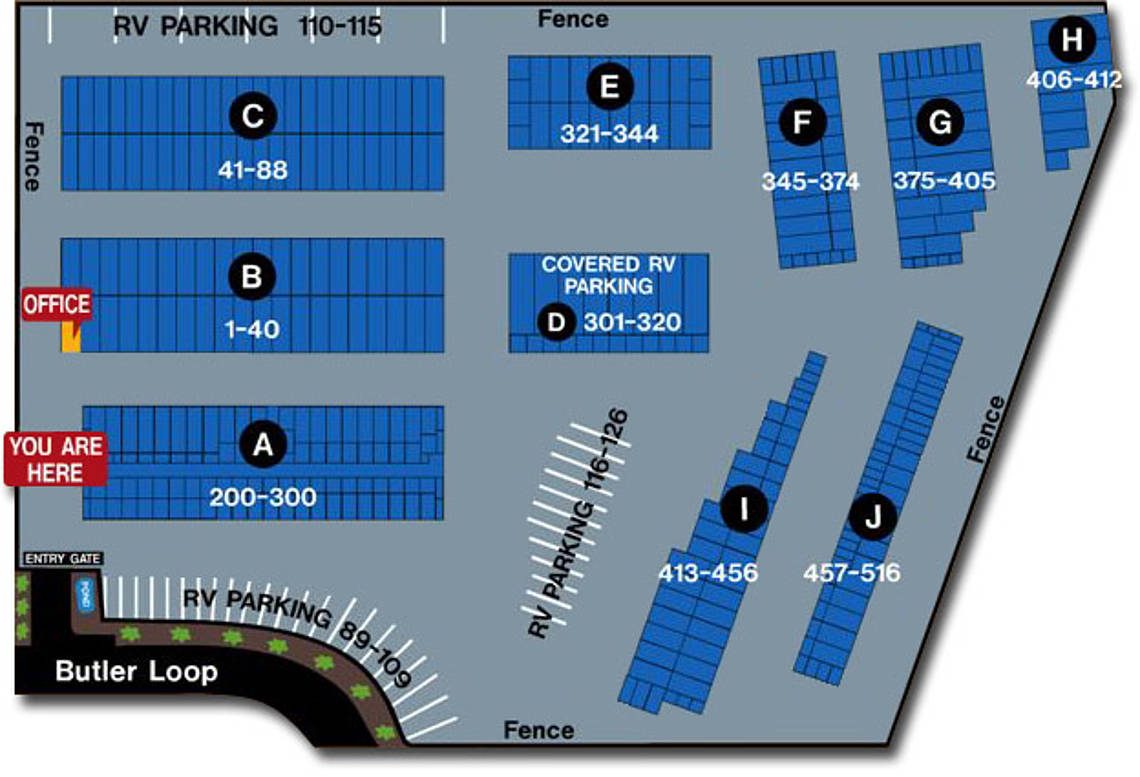 RV PARKING 110-115
Fence
H
406-412
C
41-88
E
321-344
F
345-374
G
375-405
Fence
B
1-40
OFFICE
COVERED RV
PARKING
D 301-320
YOU ARE
HERE
A
200-300
RV PARKING 116-126
I
413-456
J
457-516
Fence
ENTRY GATE
POND
RV PARKING 89-109
Butler Loop
Fence